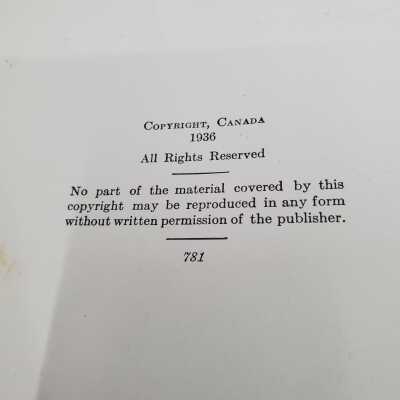 Copyright, Canada
1936
All Rights Reserved
No part of the material covered by this
copyright may be reproduced in any form
without written permission of the publisher.
781